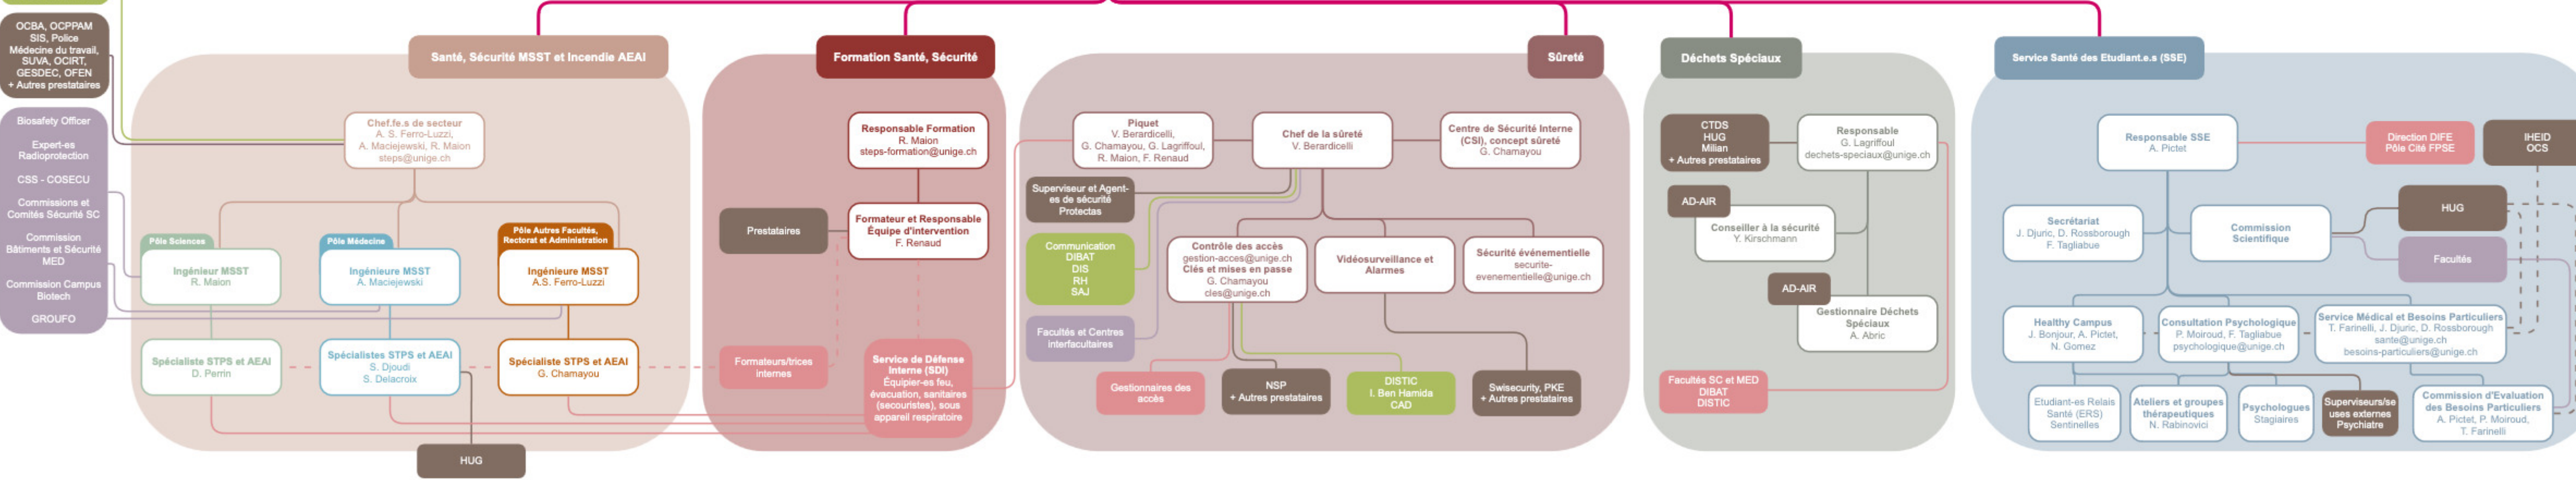 OCBA, OCPPAM
SIS, Police
Médecine du travail,
SUVA, OCIRT,
GESDEC, OFEN
+ Autres prestataires
Biosafety Officer
Expert-es
Radioprotection
CSS - COSECU
Commissions et
Comités Sécurité SC
Commission
Bâtiments et Sécurité
MED
Commission Campus
Biotech
GROUFO
Santé, Sécurité MSST et Incendie AEAI
Chef.fe.s de secteur
A. S. Ferro-Luzzi,
A. Maciejewski, R. Maion
steps@unige.ch
Pôle Sciences
Ingénieur MSST
R. Maion
Pôle Médecine
Ingénieure MSST
A. Maciejewski
Pôle Autres Facultés,
Rectorat et Administration
Ingénieure MSST
A.S. Ferro-Luzzi
Spécialiste STPS et AEAI
D. Perrin
Spécialistes STPS et AEAI
S. Djoudi
S. Delacroix
Spécialiste STPS et AEAI
G. Chamayou
HUG
Formation Santé, Sécurité
Responsable Formation
R. Maion
steps-formation@unige.ch
Prestataires
Formateur et Responsable
Équipe d'intervention
F. Renaud
Formateurs/trices
internes
Service de Défense
Interne (SDI)
Équipier-es feu,
évacuation, sanitaires
(secouristes), sous
appareil respiratoire
Sûreté
Piquet
V. Berardicelli,
G. Chamayou, G. Lagriffoul,
R. Maion, F. Renaud
Chef de la sûreté
V. Berardicelli
Centre de Sécurité Interne
(CSI), concept sûreté
G. Chamayou
Superviseur et Agent-
es de sécurité
Protectas
Communication
DIBAT
DIS
RH
SAJ
Facultés et Centres
interfacultaires
Contrôle des accès
gestion-acces@unige.ch
Clés et mises en passe
G. Chamayou
cles@unige.ch
Vidéosurveillance et
Alarmes
Sécurité événementielle
securite-
evenementielle@unige.ch
Gestionnaires des
accès
NSP
+ Autres prestataires
DISTIC
I. Ben Hamida
CAD
Swisecurity, PKE
+ Autres prestataires
Déchets Spéciaux
CTDS
HUG
Milian
+ Autres prestataires
Responsable
G. Lagriffoul
dechets-speciaux@unige.ch
AD-AIR
Conseiller à la sécurité
Y. Kirschmann
AD-AIR
Gestionnaire Déchets
Spéciaux
A. Abric
Facultés SC et MED
DIBAT
DISTIC
Service Santé des Etudiant.e.s (SSE)
Responsable SSE
A. Pictet
Direction DIFE
Pôle Cité FPSE
IHEID
OCS
Secrétariat
J. Djuric, D. Rossborough
F. Tagliabue
Commission
Scientifique
HUG
Facultés
Healthy Campus
J. Bonjour, A. Pictet,
N. Gomez
Consultation Psychologique
P. Moiroud, F. Tagliabue
psychologique@unige.ch
Service Médical et Besoins Particuliers
T. Farinelli, J. Djuric, D. Rossborough
sante@unige.ch
besoins-particuliers@unige.ch
Etudiant-es Relais
Santé (ERS)
Sentinelles
Ateliers et groupes
thérapeutiques
N. Rabinovici
Psychologues
Stagiaires
Superviseurs/se
uses externes
Psychiatre
Commission d'Evaluation
des Besoins Particuliers
A. Pictet, P. Moiroud,
T. Farinelli